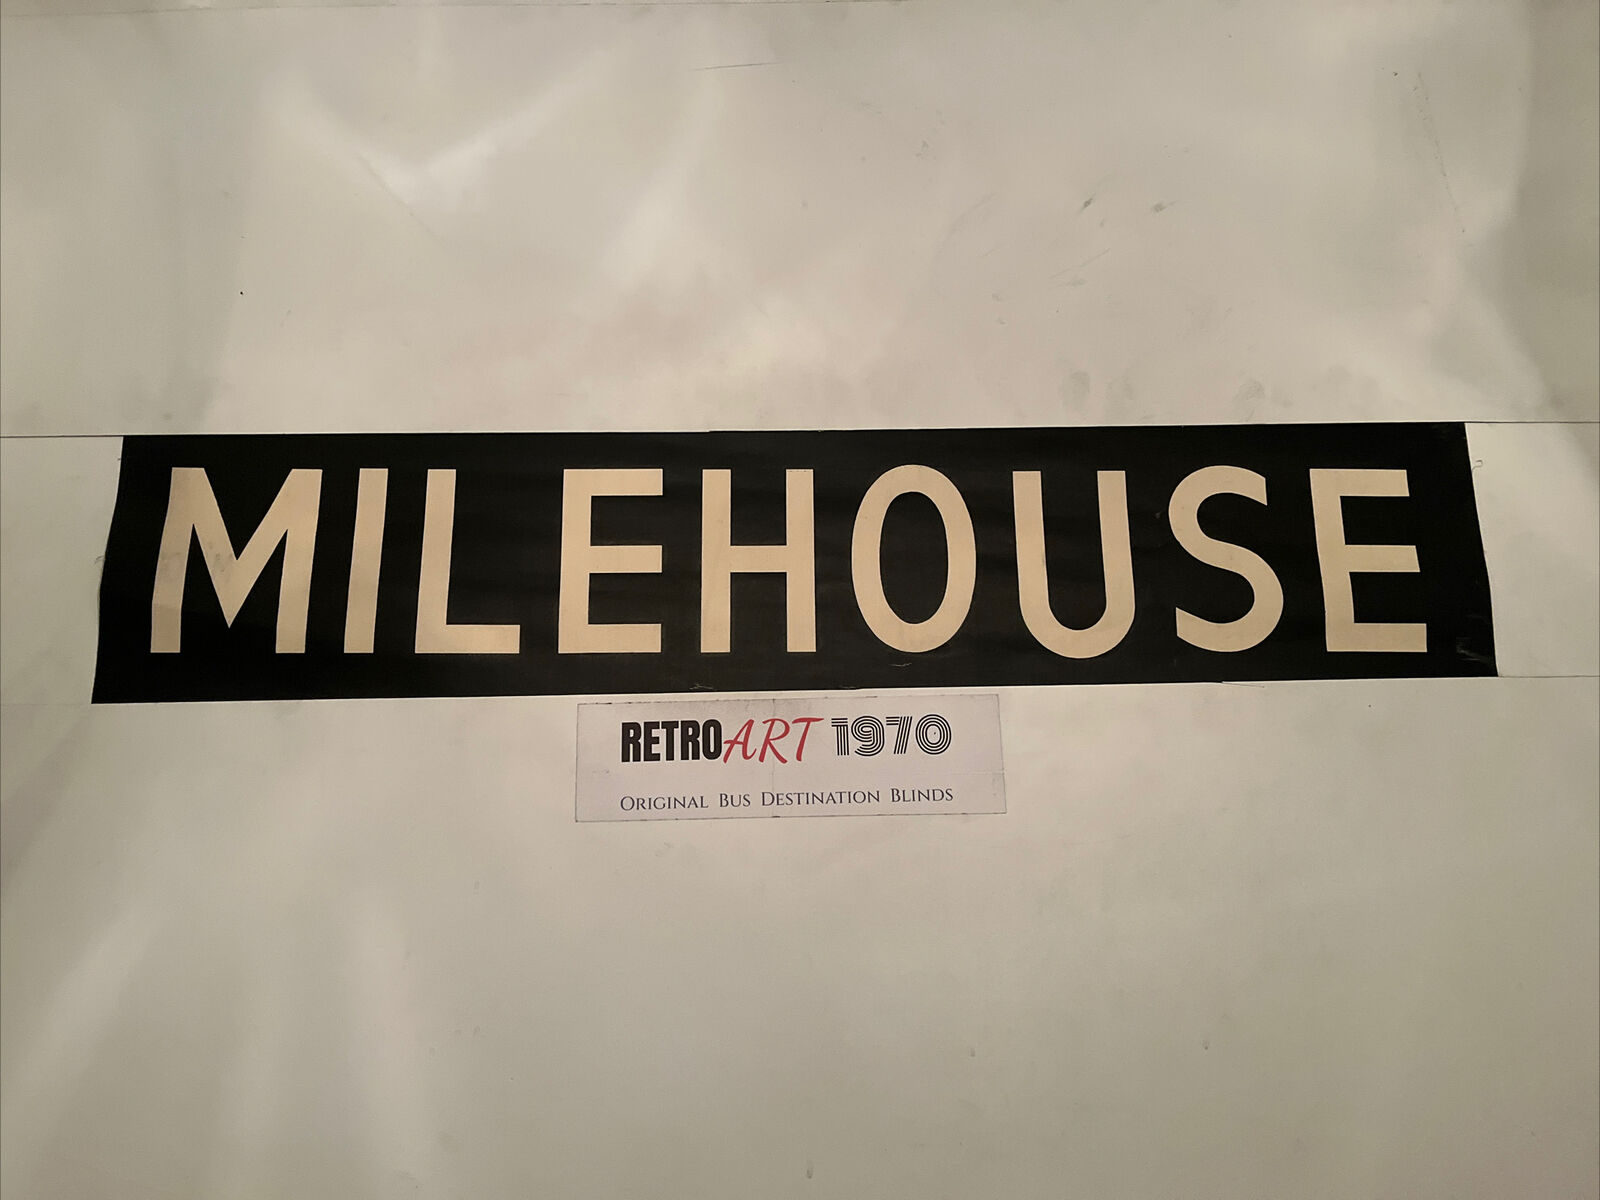 MILEHOUSE
RETROART 1970
ORIGINAL BUS DESTINATION BLINDS